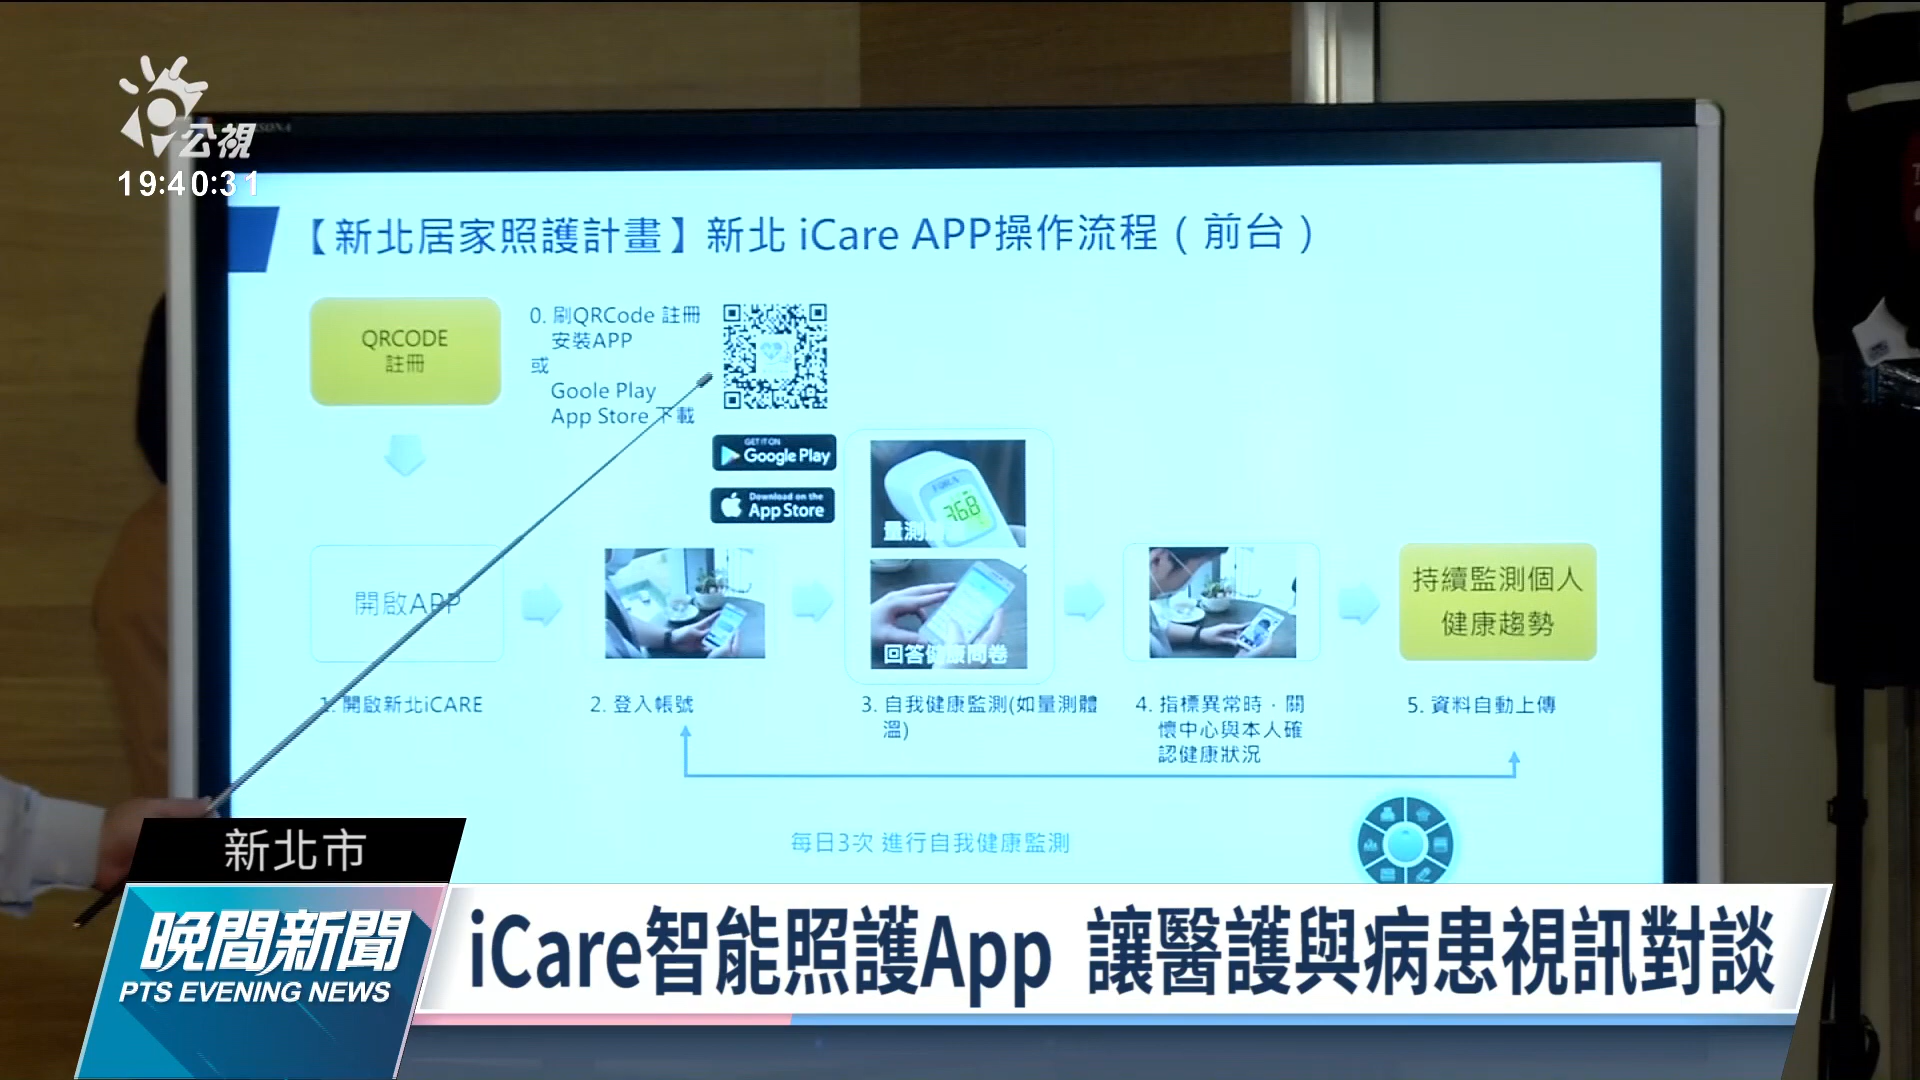 公視
19:40:31
【新北居家照護計畫】新北 iCare APP操作流程（前台）
QRCODE
註冊
0. 刷QRCode 註冊
安裝APP
或
Goole Play
App Store 下載
GET IT ON
Google Play
Download on the
App Store
368
量測
回答健康問卷
開啟APP
持續監測個人
健康趨勢
1. 開啟新北iCARE
2. 登入帳號
3. 自我健康監測(如量測體
溫)
4. 指標異常時，關
懷中心與本人確
認健康狀況
5. 資料自動上傳
每日3次 進行自我健康監測
新北市
晚間新聞
PTS EVENING NEWS
iCare智能照護App 讓醫護與病患視訊對談